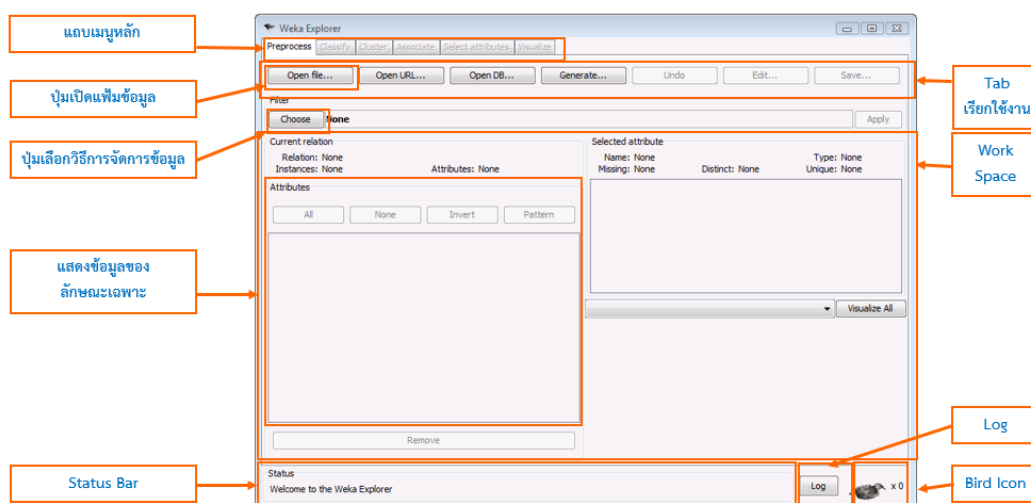 แถบเมนูหลัก
ปุ่มเปิดแฟ้มข้อมูล
ปุ่มเลือกวิธีการจัดการข้อมูล
แสดงข้อมูลของ
ลักษณะเฉพาะ
Status Bar
Weka Explorer
Preprocess Classify Cluster Associate Select attributes Visualize
Open file... Open URL... Open DB... Generate... Undo Edit... Save...
Filter
Choose None Apply
Current relation
Relation: None
Instances: None Attributes: None
Attributes
All None Invert Pattern
Remove
Selected attribute
Name: None Type: None
Missing: None Distinct: None Unique: None
Visualize All
Status
Welcome to the Weka Explorer
Log
x 0
Tab
เรียกใช้งาน
Work
Space
Log
Bird Icon